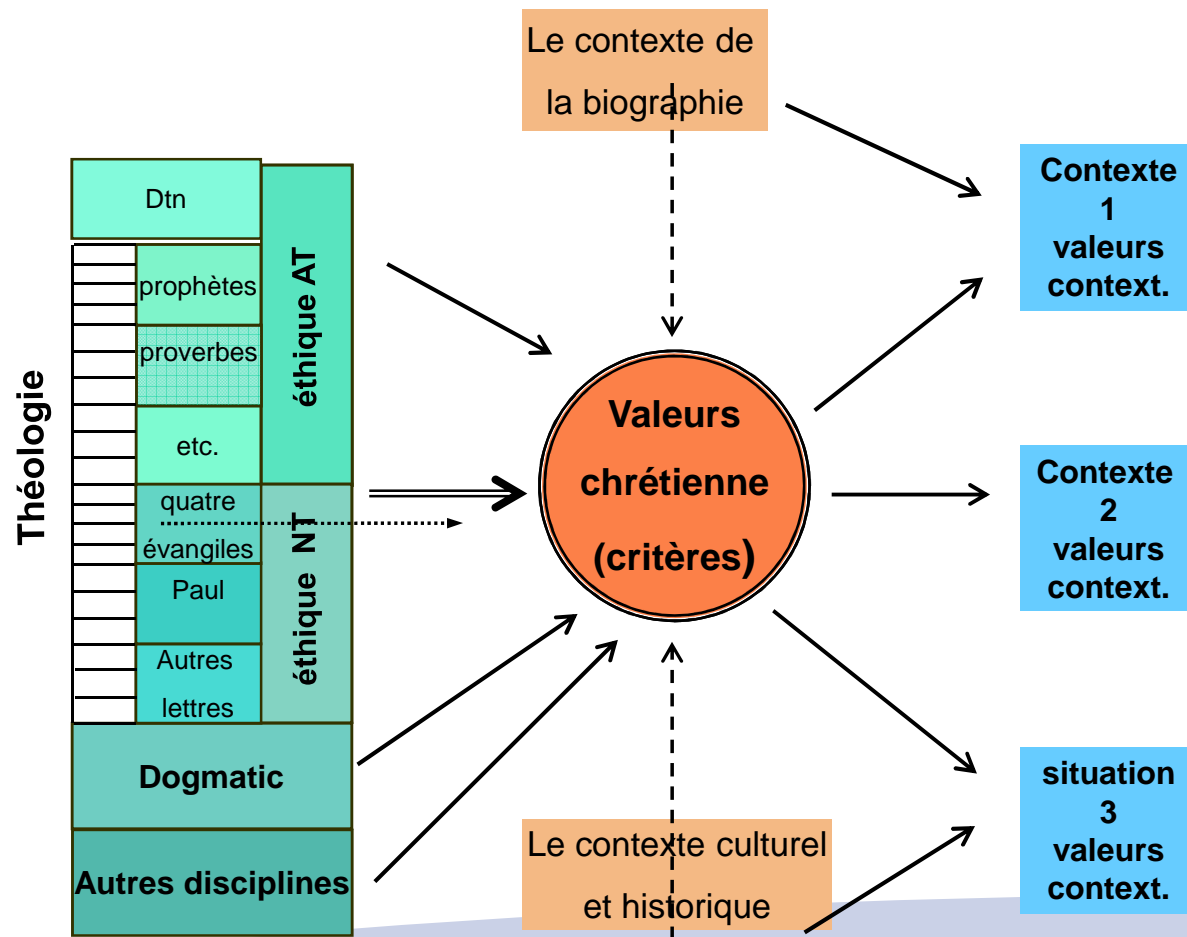 Le contexte de
la biographie
Théologie
Dtn
prophètes
proverbes
etc.
éthique AT
quatre
évangiles
Paul
Autres
lettres
éthique NT
Dogmatic
Autres disciplines
Valeurs
chrétienne
(critères)
Le contexte culturel
et historique
Contexte
1
valeurs
context.
Contexte
2
valeurs
context.
situation
3
valeurs
context.